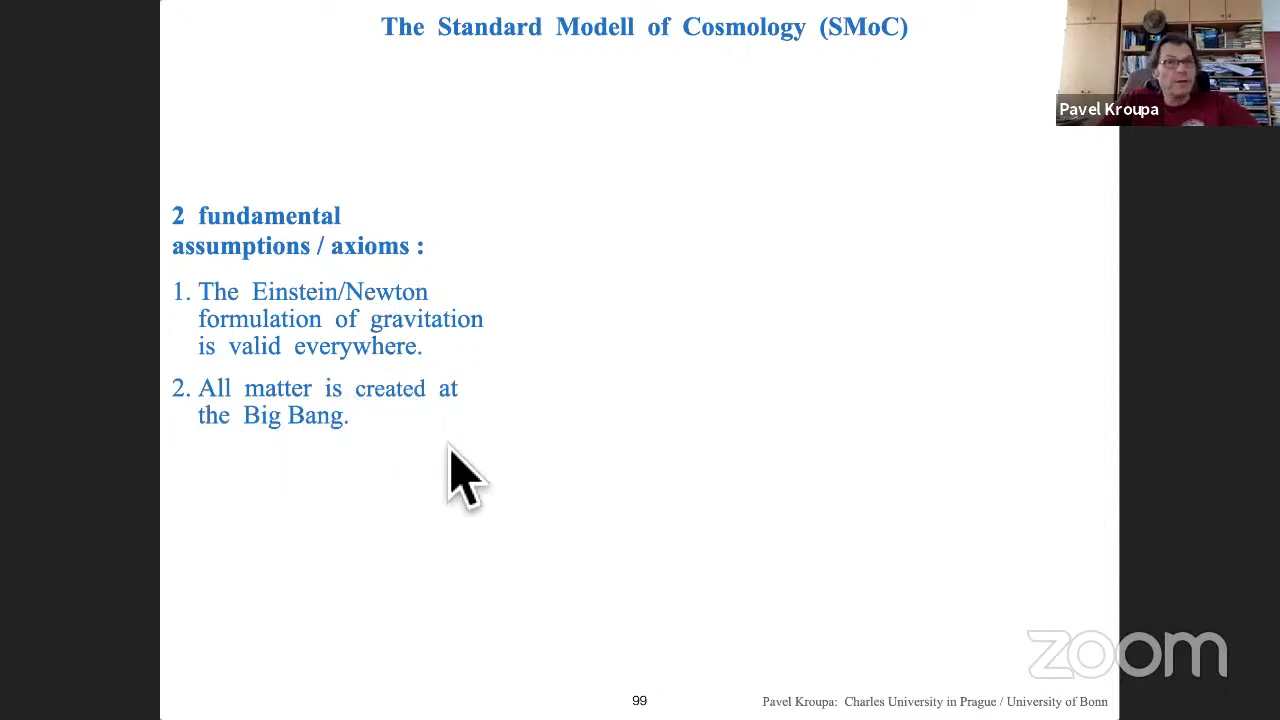 The Standard Modell of Cosmology (SMoC)
Pavel Kroupa
2 fundamental
assumptions / axioms :
1. The Einstein/Newton
formulation of gravitation
is valid everywhere.
2. All matter is created at
the Big Bang.
zoom
99
Pavel Kroupa: Charles University in Prague / University of Bonn